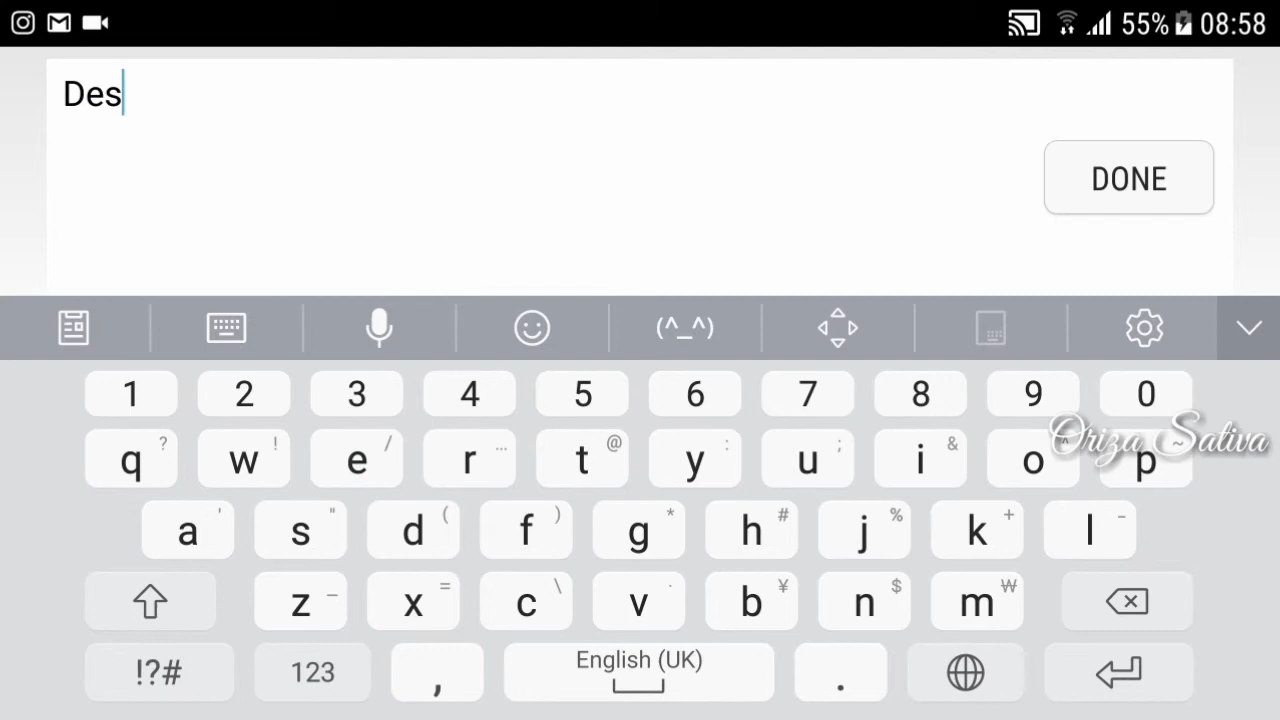 55% 08:58
Des
DONE
(^_^)
1 2 3 4 5 6 7 8 9 0
q ? w ! e / r ... t @ y : u ; i & o ^ p ~
Oriza Sativa
a ' s " d ( f ) g * h # j % k + l -
z _ x = c \ v · b ¥ n $ m ₩
!?# 123 , English (UK) .